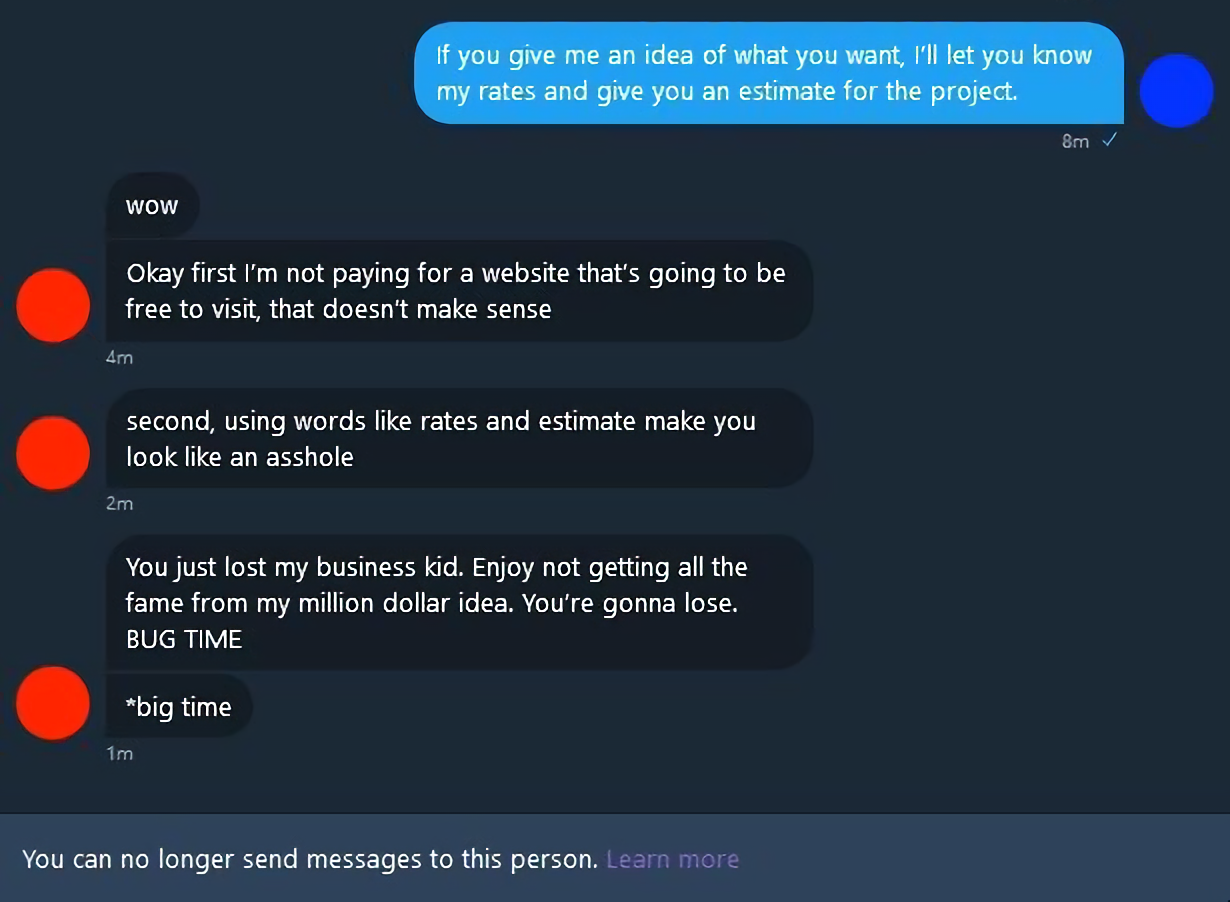 If you give me an idea of what you want, I'll let you know
my rates and give you an estimate for the project.
8m ✓
wow
Okay first I'm not paying for a website that's going to be
free to visit, that doesn't make sense
4m
second, using words like rates and estimate make you
look like an asshole
2m
You just lost my business kid. Enjoy not getting all the
fame from my million dollar idea. You're gonna lose.
BUG TIME
*big time
1m
You can no longer send messages to this person. Learn more